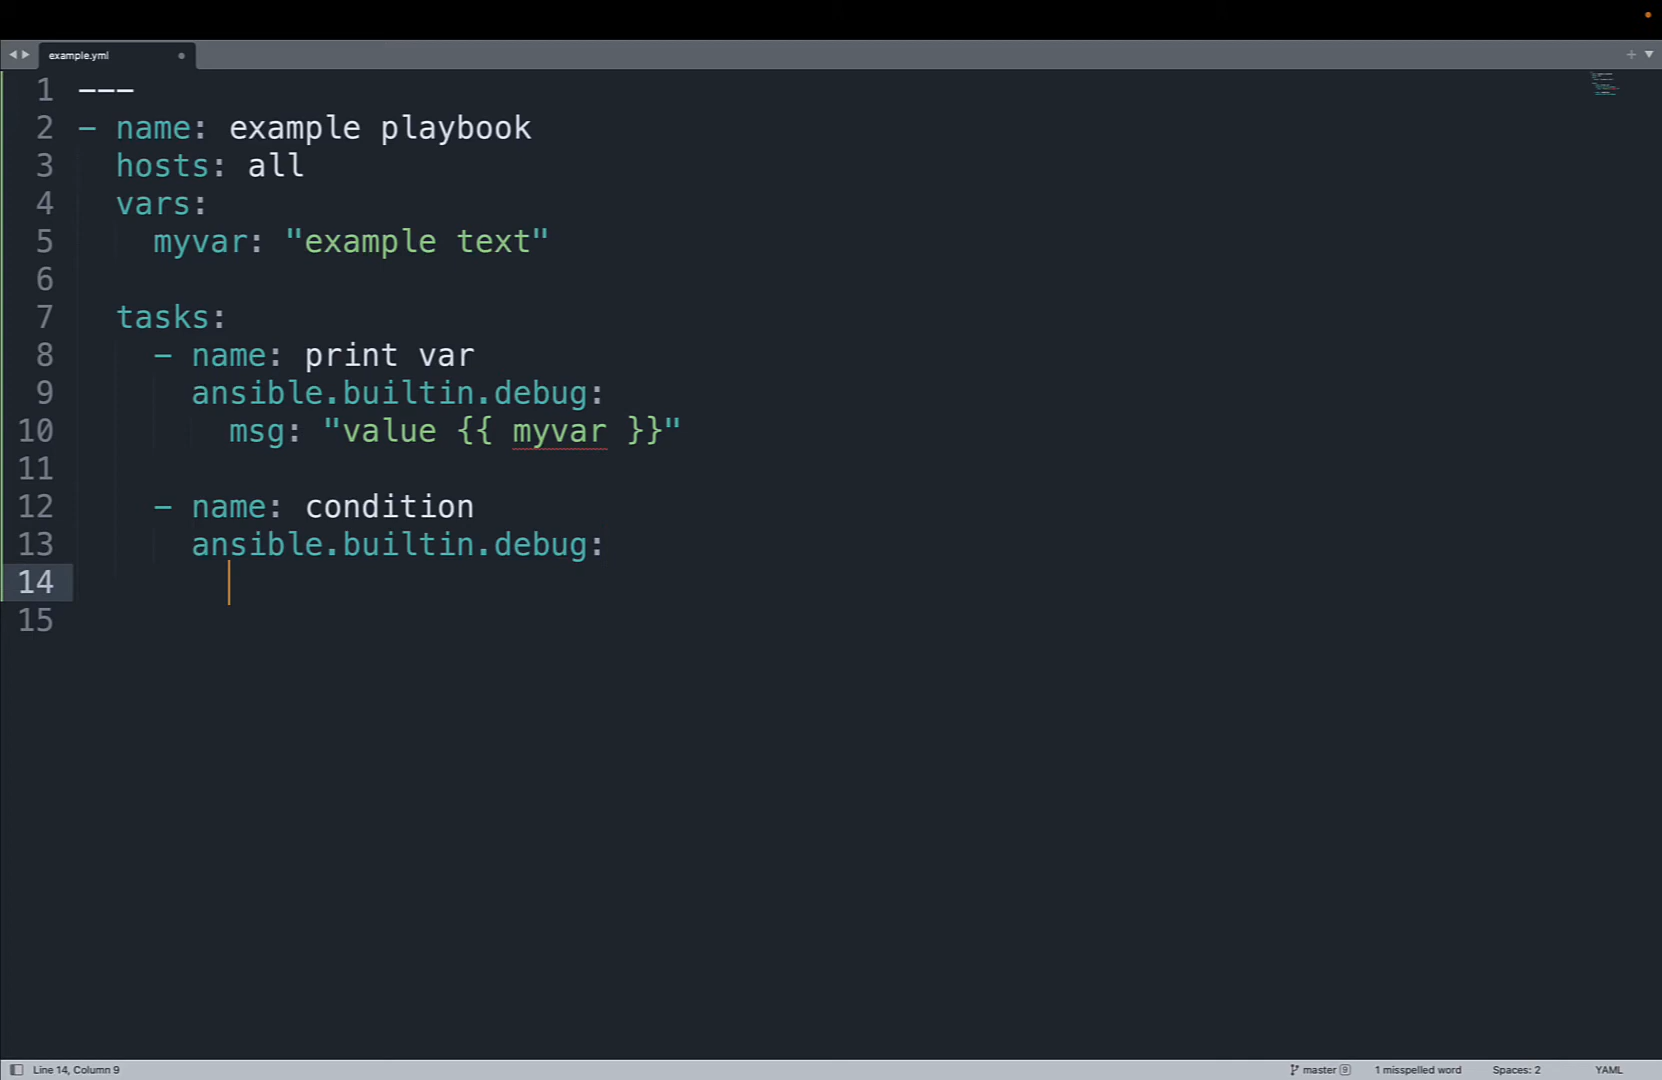 example.yml
1 ---
2 - name: example playbook
3 hosts: all
4 vars:
5 myvar: "example text"
6
7 tasks:
8 - name: print var
9 ansible.builtin.debug:
10 msg: "value {{ myvar }}"
11
12 - name: condition
13 ansible.builtin.debug:
14
15
Line 14, Column 9 master 9 1 misspelled word Spaces: 2 YAML